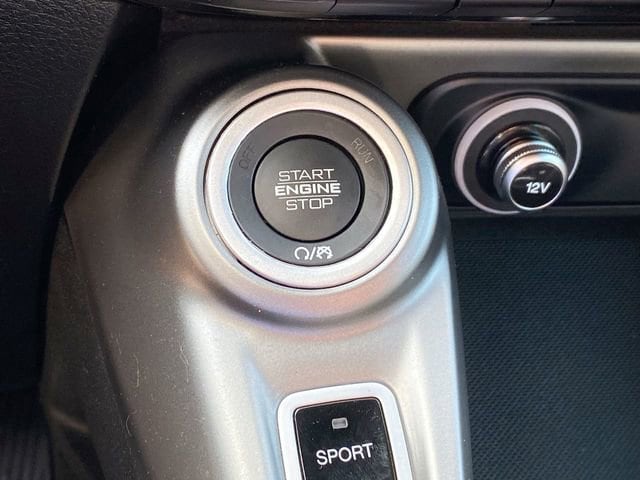 OFF
RUN
START
ENGINE
STOP
/
12V
SPORT